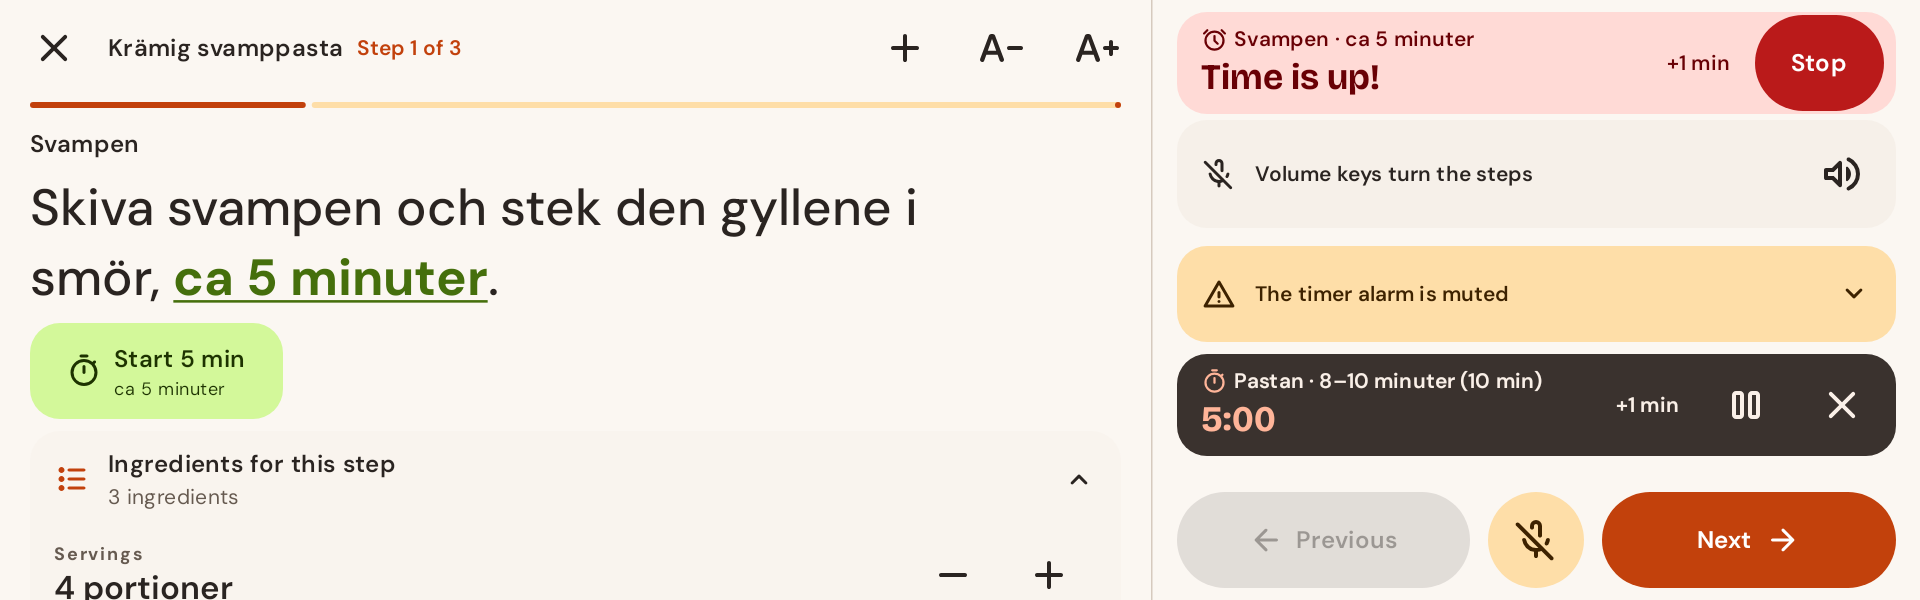 Krämig svamppasta Step 1 of 3
A− A+
Svampen
Skiva svampen och stek den gyllene i
smör, ca 5 minuter.
Start 5 min
ca 5 minuter
Ingredients for this step
3 ingredients
Servings
4 portioner
Svampen · ca 5 minuter
Time is up!
+1 min
Stop
Volume keys turn the steps
The timer alarm is muted
Pastan · 8–10 minuter (10 min)
5:00
+1 min
Previous
Next